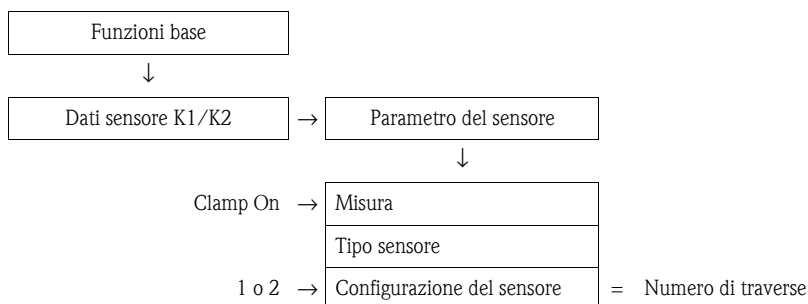 Funzioni base
↓
Dati sensore K1/K2 → Parametro del sensore
↓
Clamp On → Misura
Tipo sensore
1 o 2 → Configurazione del sensore = Numero di traverse